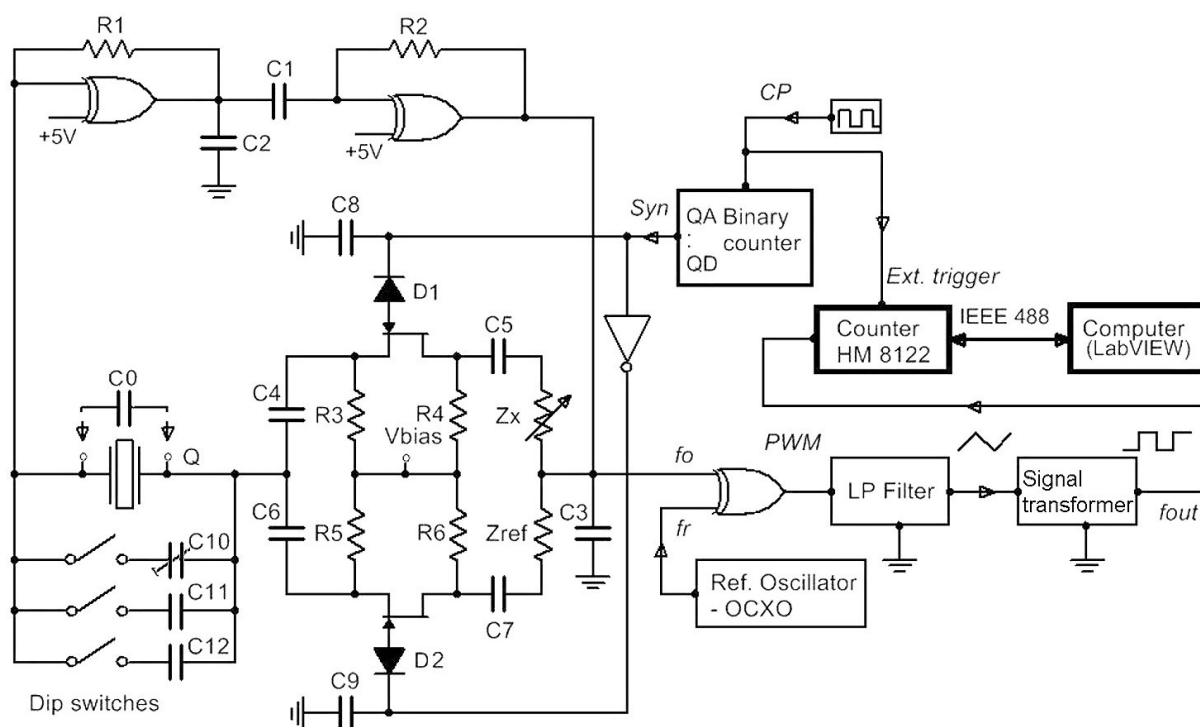 R1
R2
C1
CP
+5V
C2
+5V
C8
Syn
QA Binary
: counter
QD
D1
Ext. trigger
C5
IEEE 488
Counter
HM 8122
Computer
(LabVIEW)
C0
C4
R3
R4
Zx
Vbias
Q
fo
PWM
LP Filter
Signal
transformer
fout
C6
R5
R6
Zref
C3
fr
C10
C11
C12
Ref. Oscillator
- OCXO
C7
D2
C9
Dip switches